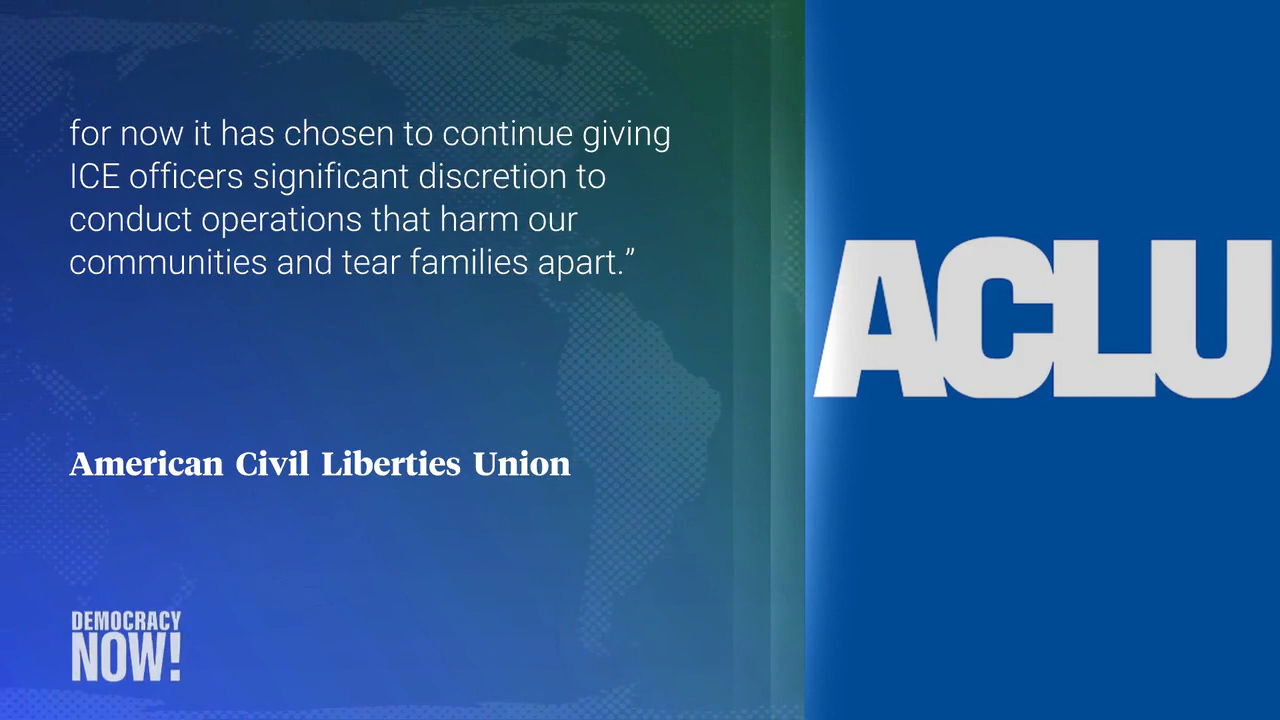 for now it has chosen to continue giving
ICE officers significant discretion to
conduct operations that harm our
communities and tear families apart.”
American Civil Liberties Union
DEMOCRACY
NOW!
ACLU